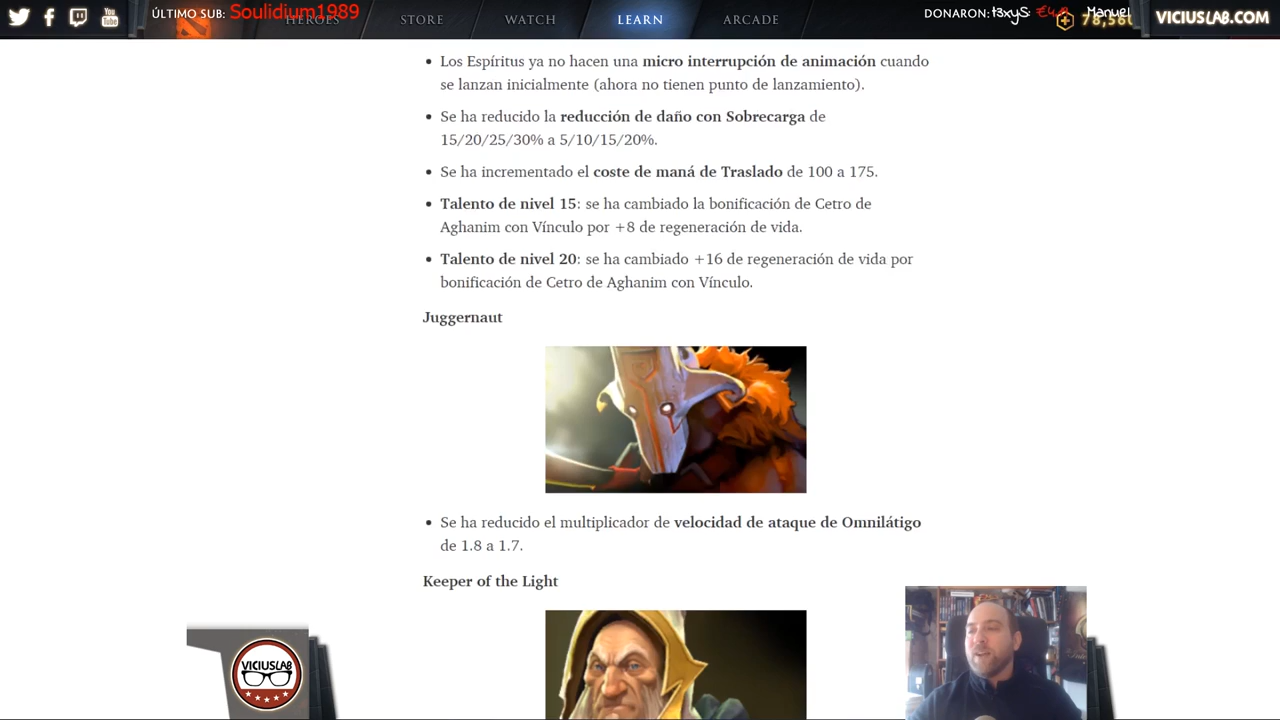 ÚLTIMO SUB: Soulidium1989
HEROES
STORE
WATCH
LEARN
ARCADE
DONARON: t3xyS: €4 Manuel
VICIUSLAB.COM
Los Espíritus ya no hacen una micro interrupción de animación cuando
se lanzan inicialmente (ahora no tienen punto de lanzamiento).
Se ha reducido la reducción de daño con Sobrecarga de
15/20/25/30% a 5/10/15/20%.
Se ha incrementado el coste de maná de Traslado de 100 a 175.
Talento de nivel 15: se ha cambiado la bonificación de Cetro de
Aghanim con Vínculo por +8 de regeneración de vida.
Talento de nivel 20: se ha cambiado +16 de regeneración de vida por
bonificación de Cetro de Aghanim con Vínculo.
Juggernaut
Se ha reducido el multiplicador de velocidad de ataque de Omnilátigo
de 1.8 a 1.7.
Keeper of the Light
VICIUSLAB